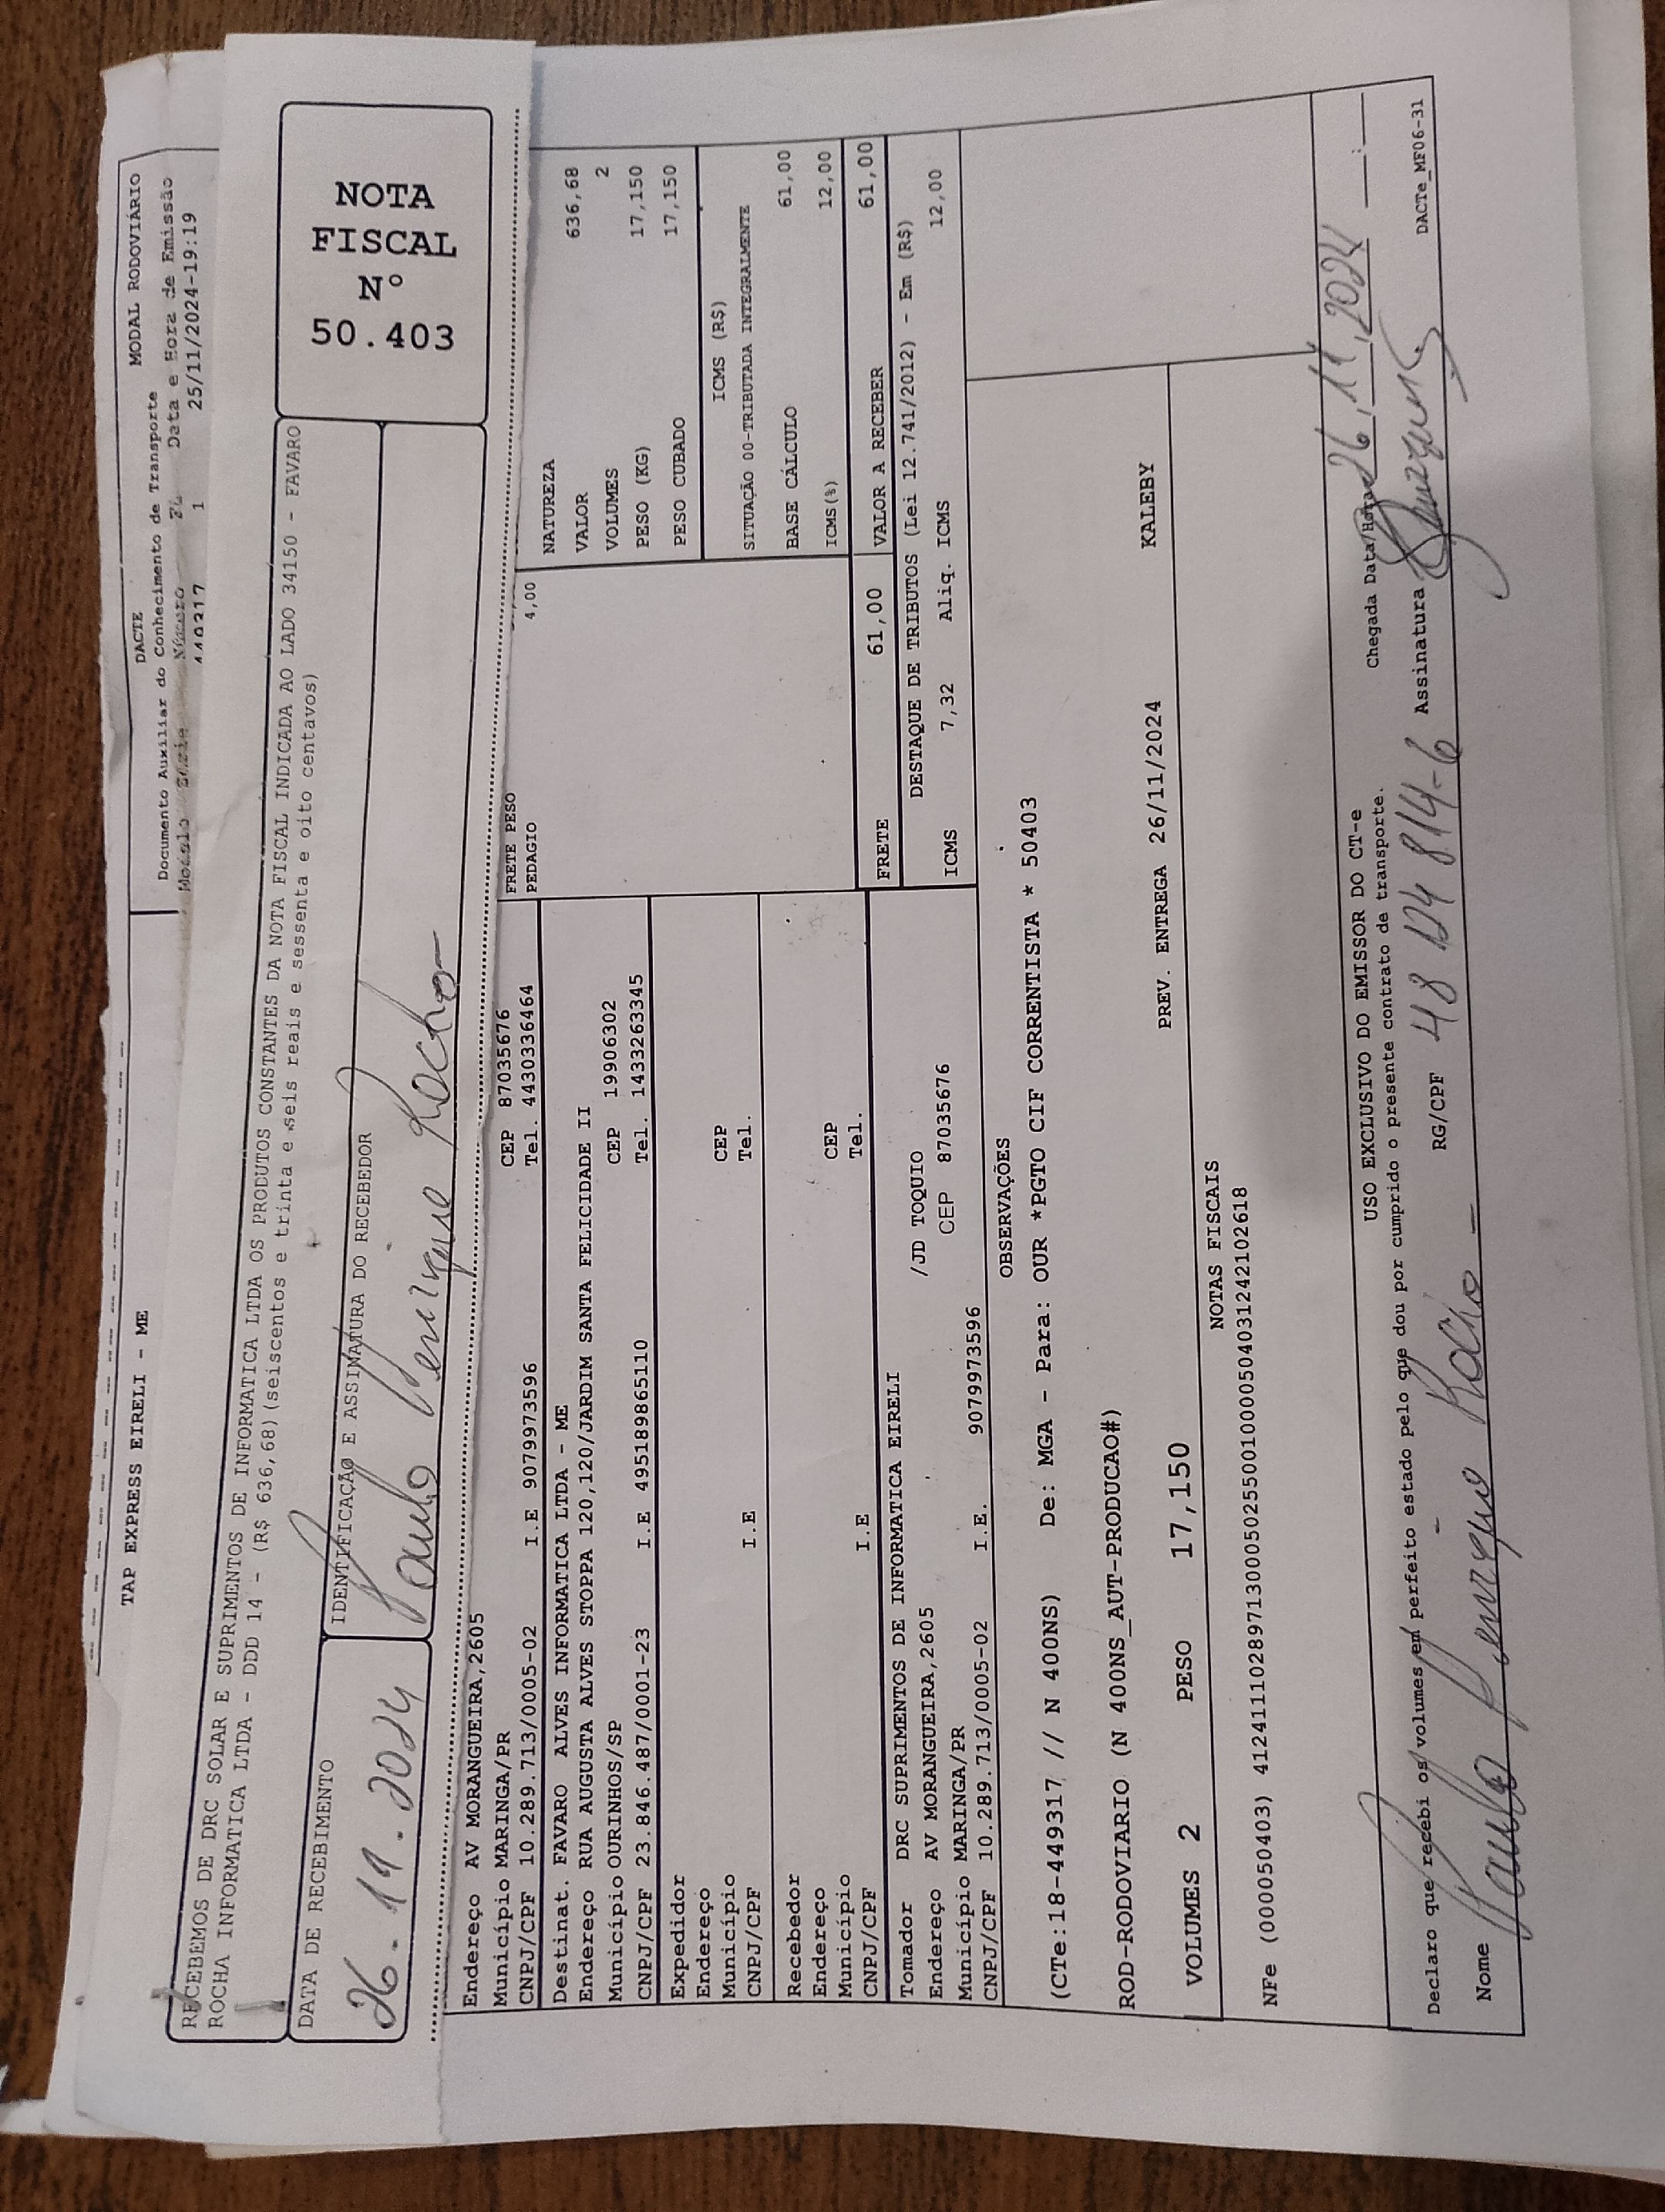 TAP EXPRESS EIRELI - ME
DACTE MODAL RODOVIÁRIO
Documento Auxiliar do Conhecimento de Transporte
Modelo Série Número FL Data e Hora de Emissão
1 25/11/2024-19:19
RECEBEMOS DE DRC SOLAR E SUPRIMENTOS DE INFORMATICA LTDA OS PRODUTOS CONSTANTES DA NOTA FISCAL INDICADA AO LADO 34150 - FAVARO
ROCHA INFORMATICA LTDA - DDD 14 - (R$ 636,68) (seiscentos e trinta e seis reais e sessenta e oito centavos)
NOTA
FISCAL
Nº
50.403
DATA DE RECEBIMENTO
26.11.2024
IDENTIFICAÇÃO E ASSINATURA DO RECEBEDOR
Paulo Henrique Rocha
Endereço AV MORANGUEIRA,2605
Município MARINGA/PR CEP 87035676
CNPJ/CPF 10.289.713/0005-02 I.E 9079973596 Tel. 4430336464
Destinat. FAVARO ALVES INFORMATICA LTDA - ME
Endereço RUA AUGUSTA ALVES STOPPA 120,120/JARDIM SANTA FELICIDADE II
Município OURINHOS/SP CEP 19906302
CNPJ/CPF 23.846.487/0001-23 I.E 495189865110 Tel. 1433263345
Expedidor
Endereço
Município CEP
CNPJ/CPF I.E Tel.
Recebedor
Endereço
Município CEP
CNPJ/CPF I.E Tel.
Tomador DRC SUPRIMENTOS DE INFORMATICA EIRELI
Endereço AV MORANGUEIRA,2605 /JD TOQUIO
Município MARINGA/PR CEP 87035676
CNPJ/CPF 10.289.713/0005-02 I.E. 9079973596
FRETE PESO
PEDAGIO 4,00
FRETE 61,00
NATUREZA
VALOR 636,68
VOLUMES 2
PESO (KG) 17,150
PESO CUBADO 17,150
ICMS (R$)
SITUAÇÃO 00-TRIBUTADA INTEGRALMENTE
BASE CÁLCULO 61,00
ICMS(%) 12,00
VALOR A RECEBER 61,00
DESTAQUE DE TRIBUTOS (Lei 12.741/2012) - Em (R$)
ICMS 7,32 Aliq. ICMS 12,00
OBSERVAÇÕES
(CTe:18-449317 // N 400NS) De: MGA - Para: OUR *PGTO CIF CORRENTISTA * 50403
ROD-RODOVIARIO (N 400NS_AUT-PRODUCAO#) PREV. ENTREGA 26/11/2024 KALEBY
VOLUMES 2 PESO 17,150
NOTAS FISCAIS
NFe (000050403) 41241110289713000502550010000504031242102618
USO EXCLUSIVO DO EMISSOR DO CT-e
Chegada Data/Hora 26/11/2024 __:__
Declaro que recebi os volumes em perfeito estado pelo que dou por cumprido o presente contrato de transporte.
Nome Paulo Henrique Rocha RG/CPF Assinatura
DACTe_MF06-31